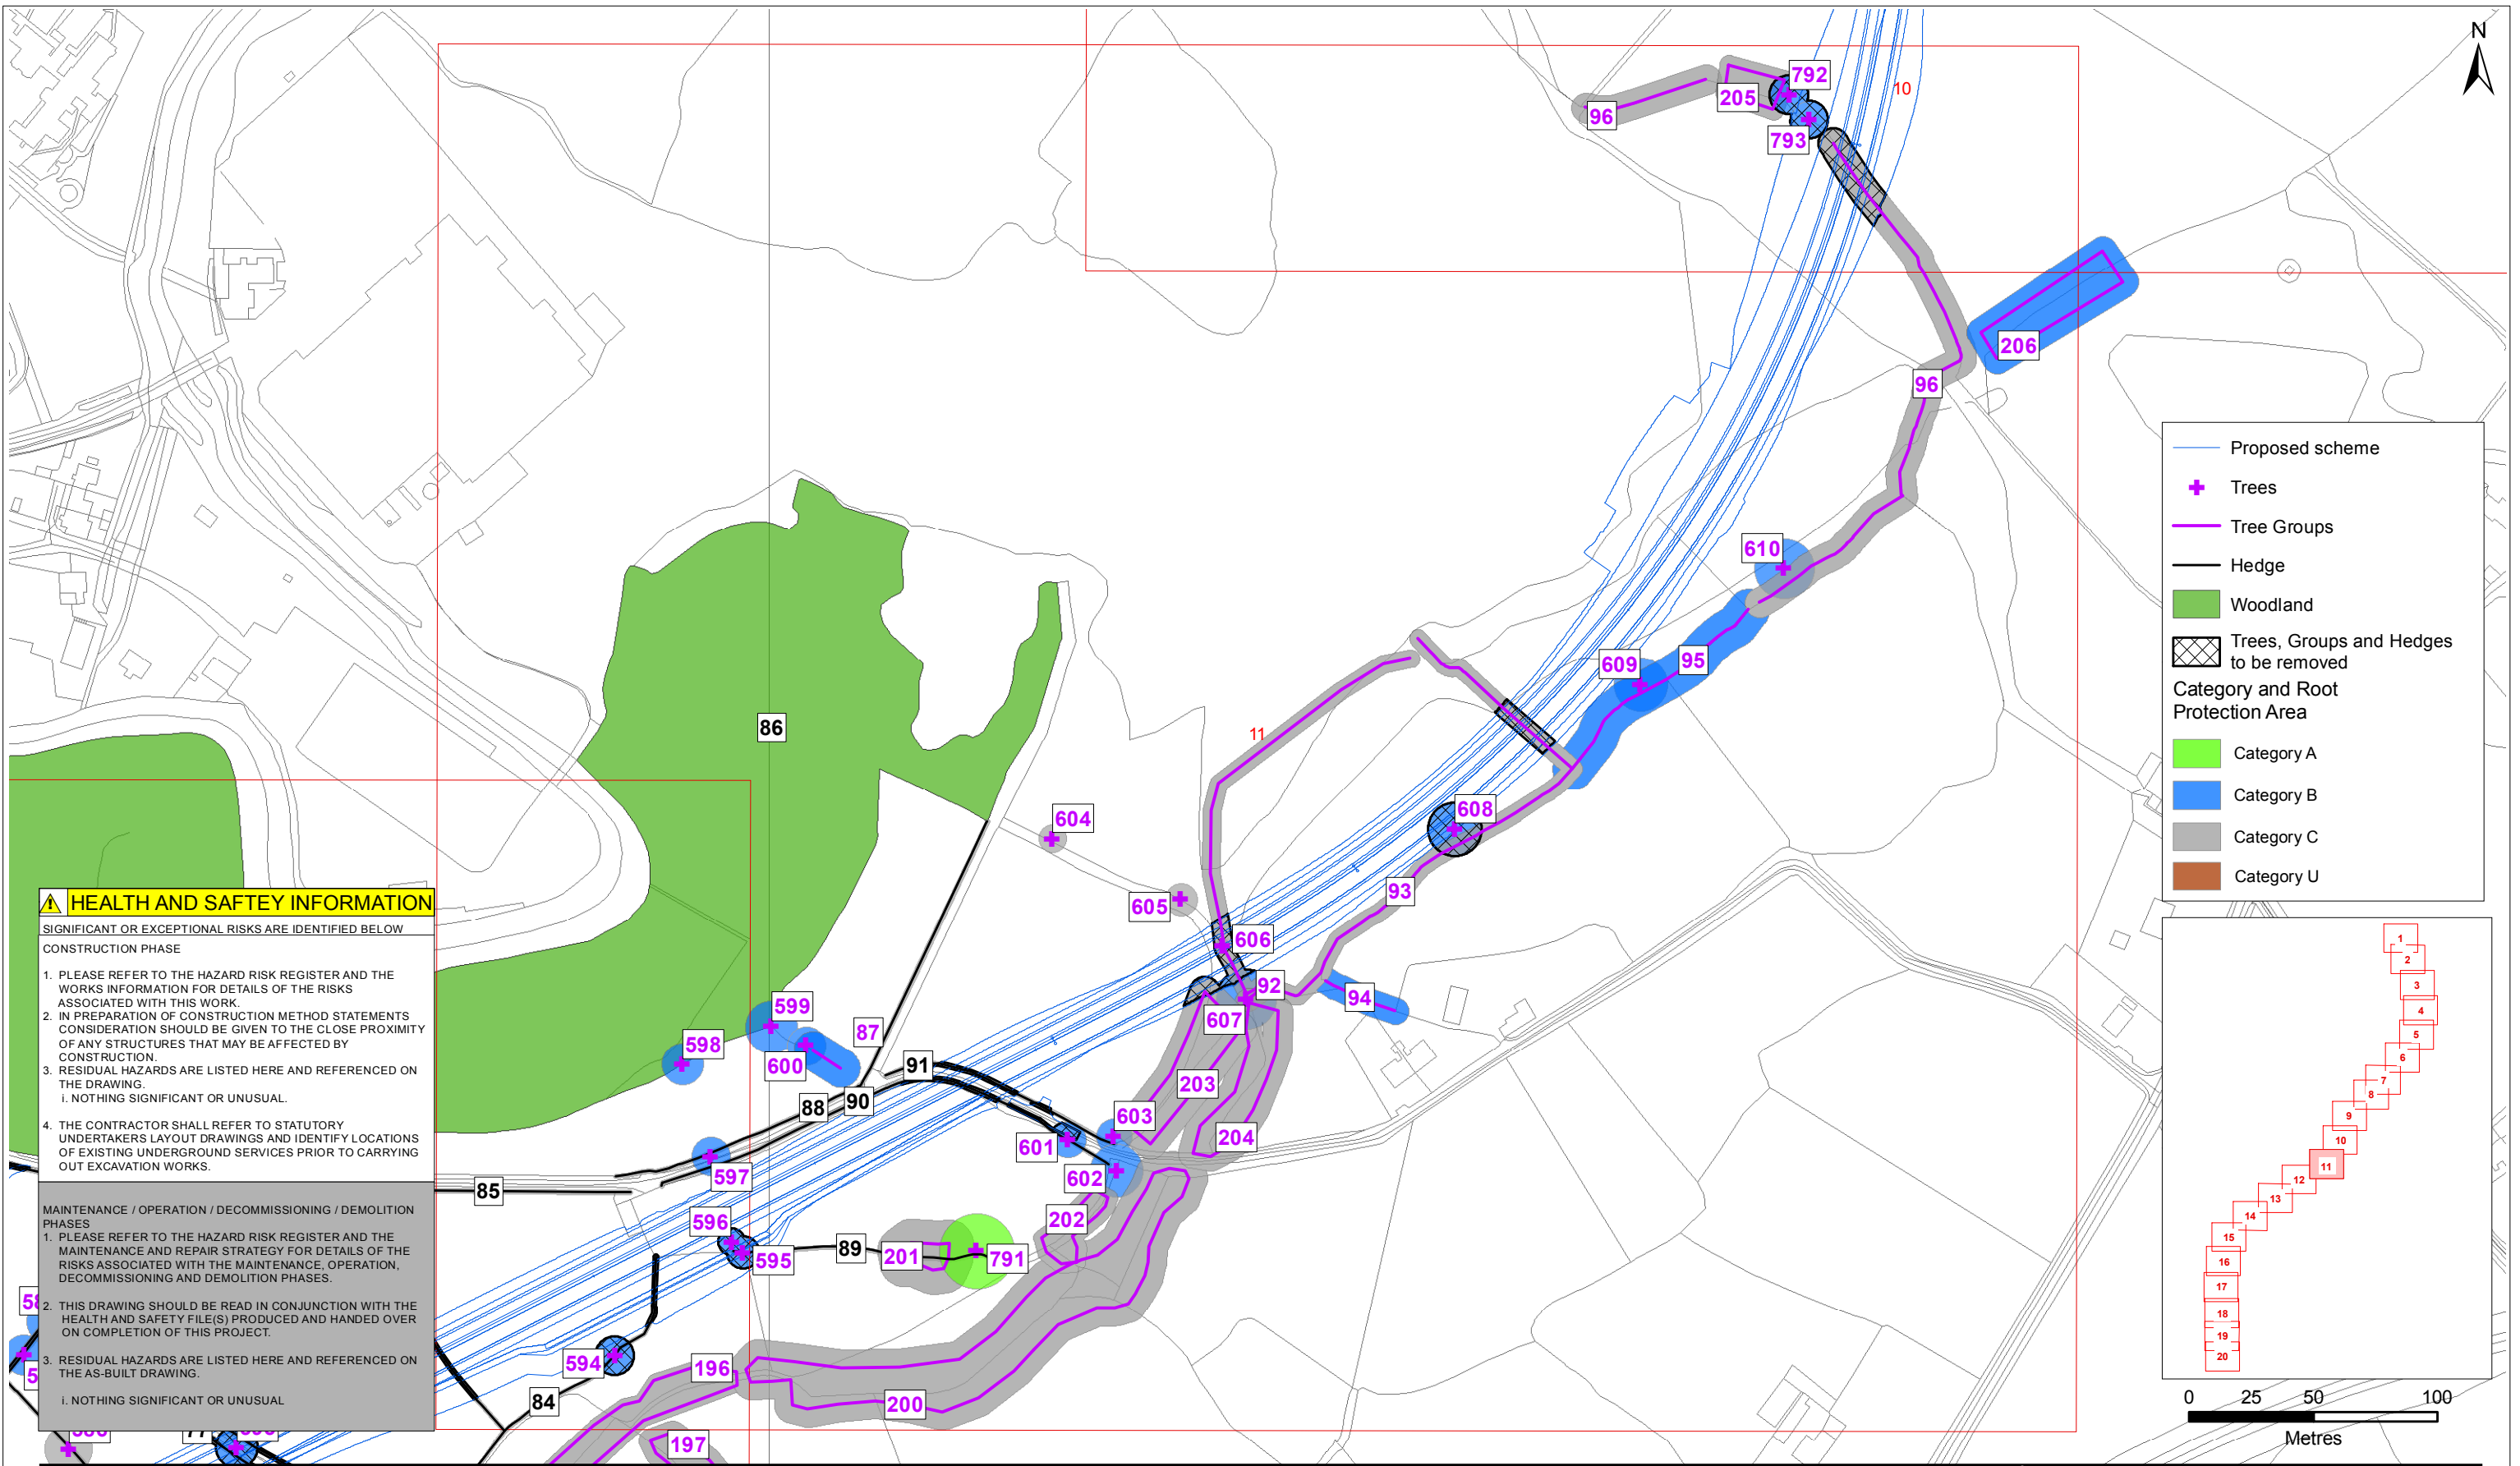 N
10
792
205
96
793
206
96
610
609
95
11
86
608
604
93
605
606
92
94
607
599
598
600
87
91
88
90
203
603
204
601
602
597
85
202
596
595
89
201
791
594
196
200
84
197
Proposed scheme
Trees
Tree Groups
Hedge
Woodland
Trees, Groups and Hedges
to be removed
Category and Root
Protection Area
Category A
Category B
Category C
Category U
1
2
3
4
5
6
7
8
9
10
11
12
13
14
15
16
17
18
19
20
0 25 50 100
Metres
HEALTH AND SAFTEY INFORMATION
SIGNIFICANT OR EXCEPTIONAL RISKS ARE IDENTIFIED BELOW
CONSTRUCTION PHASE
1. PLEASE REFER TO THE HAZARD RISK REGISTER AND THE
WORKS INFORMATION FOR DETAILS OF THE RISKS
ASSOCIATED WITH THIS WORK.
2. IN PREPARATION OF CONSTRUCTION METHOD STATEMENTS
CONSIDERATION SHOULD BE GIVEN TO THE CLOSE PROXIMITY
OF ANY STRUCTURES THAT MAY BE AFFECTED BY
CONSTRUCTION.
3. RESIDUAL HAZARDS ARE LISTED HERE AND REFERENCED ON
THE DRAWING.
i. NOTHING SIGNIFICANT OR UNUSUAL.
4. THE CONTRACTOR SHALL REFER TO STATUTORY
UNDERTAKERS LAYOUT DRAWINGS AND IDENTIFY LOCATIONS
OF EXISTING UNDERGROUND SERVICES PRIOR TO CARRYING
OUT EXCAVATION WORKS.
MAINTENANCE / OPERATION / DECOMMISSIONING / DEMOLITION
PHASES
1. PLEASE REFER TO THE HAZARD RISK REGISTER AND THE
MAINTENANCE AND REPAIR STRATEGY FOR DETAILS OF THE
RISKS ASSOCIATED WITH THE MAINTENANCE, OPERATION,
DECOMMISSIONING AND DEMOLITION PHASES.
2. THIS DRAWING SHOULD BE READ IN CONJUNCTION WITH THE
HEALTH AND SAFETY FILE(S) PRODUCED AND HANDED OVER
ON COMPLETION OF THIS PROJECT.
3. RESIDUAL HAZARDS ARE LISTED HERE AND REFERENCED ON
THE AS-BUILT DRAWING.
i. NOTHING SIGNIFICANT OR UNUSUAL